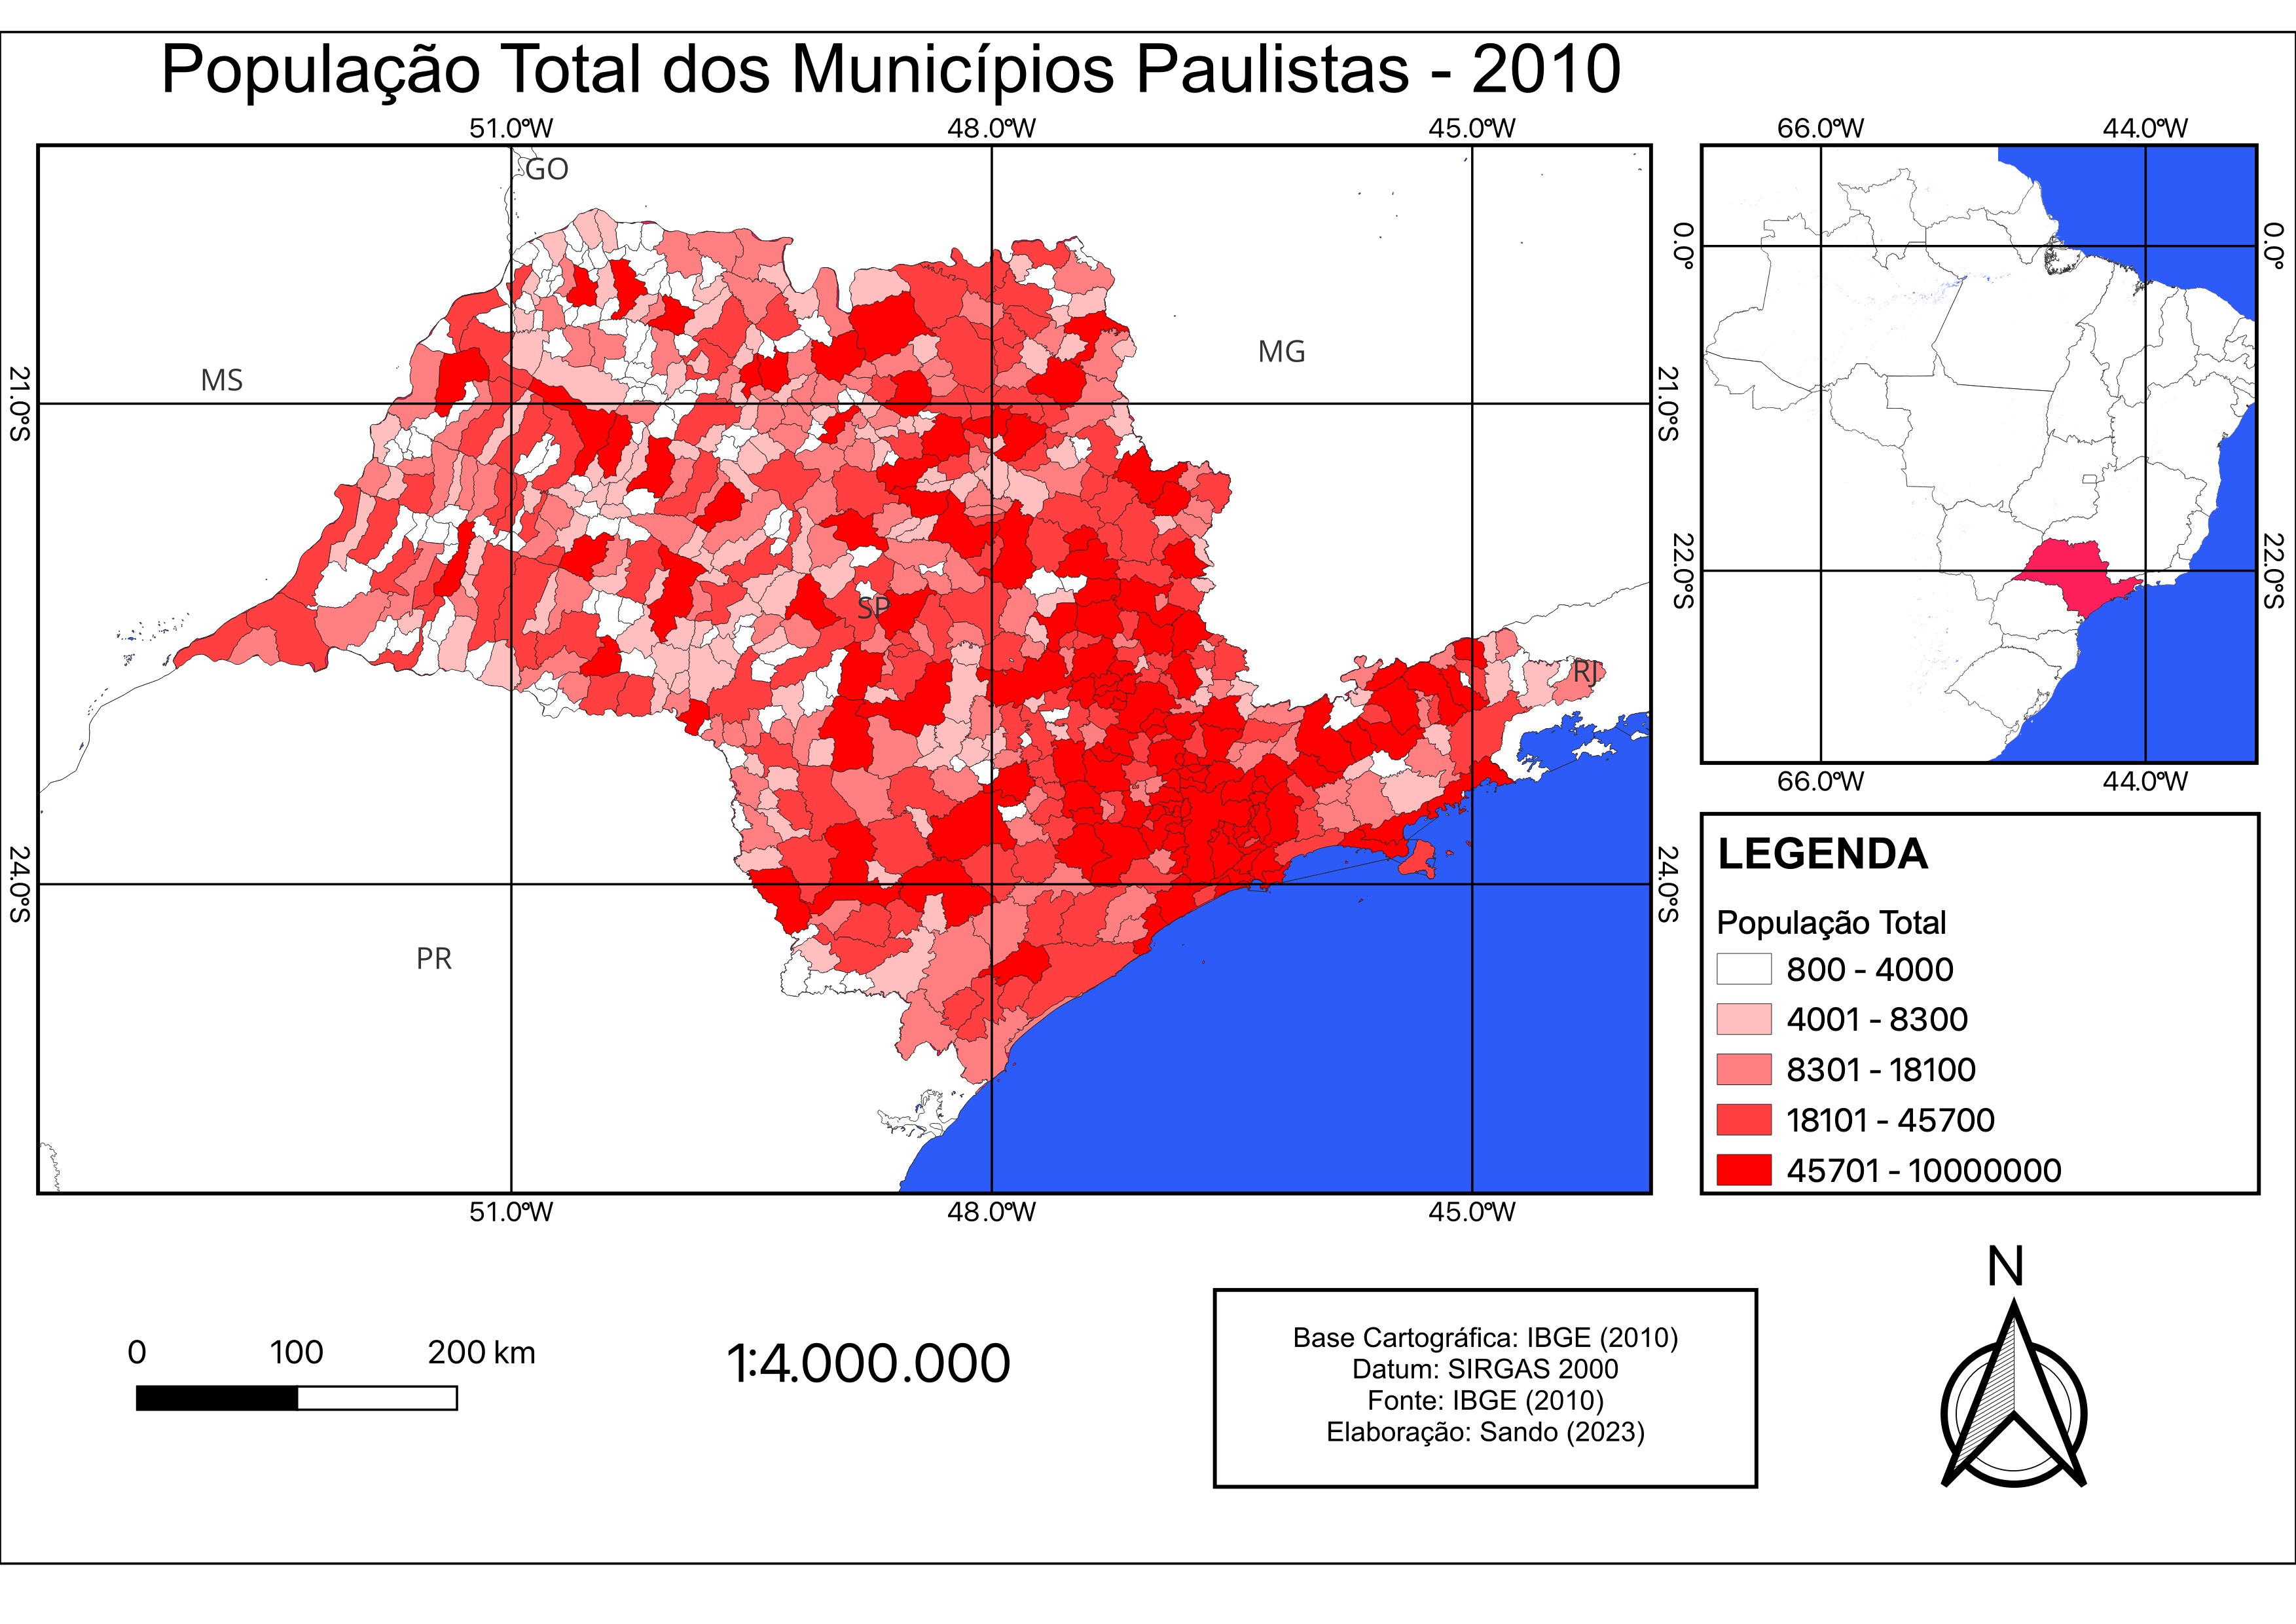 População Total dos Municípios Paulistas - 2010
51.0°W 48.0°W 45.0°W
66.0°W 44.0°W
GO
MS
MG
SP
RJ
PR
21.0°S
24.0°S
21.0°S
24.0°S
51.0°W 48.0°W 45.0°W
0.0°
22.0°S
0.0°
22.0°S
66.0°W 44.0°W
LEGENDA
População Total
800 - 4000
4001 - 8300
8301 - 18100
18101 - 45700
45701 - 10000000
0 100 200 km
1:4.000.000
Base Cartográfica: IBGE (2010)
Datum: SIRGAS 2000
Fonte: IBGE (2010)
Elaboração: Sando (2023)
N